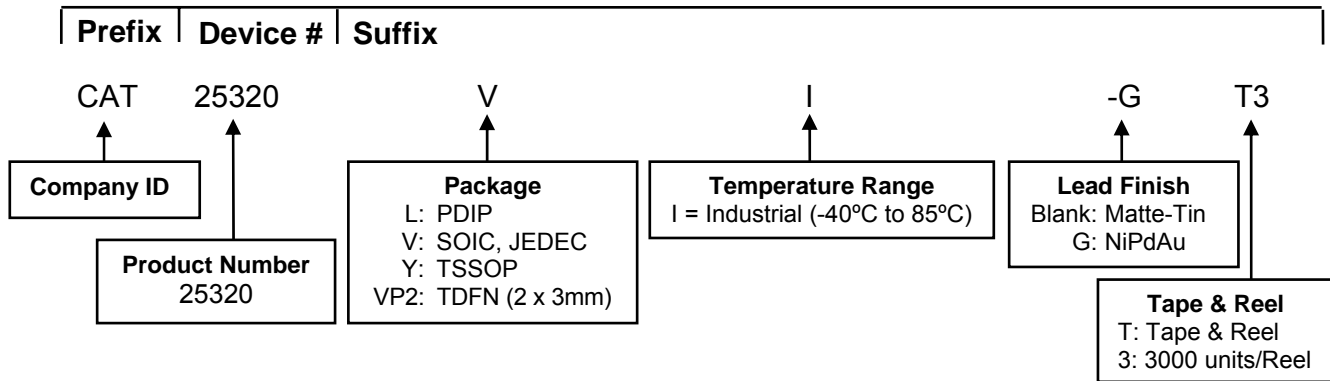 Prefix Device # Suffix
CAT 25320 V I -G T3
Company ID
Product Number
25320
Package
L: PDIP
V: SOIC, JEDEC
Y: TSSOP
VP2: TDFN (2 x 3mm)
Temperature Range
I = Industrial (-40ºC to 85ºC)
Lead Finish
Blank: Matte-Tin
G: NiPdAu
Tape & Reel
T: Tape & Reel
3: 3000 units/Reel